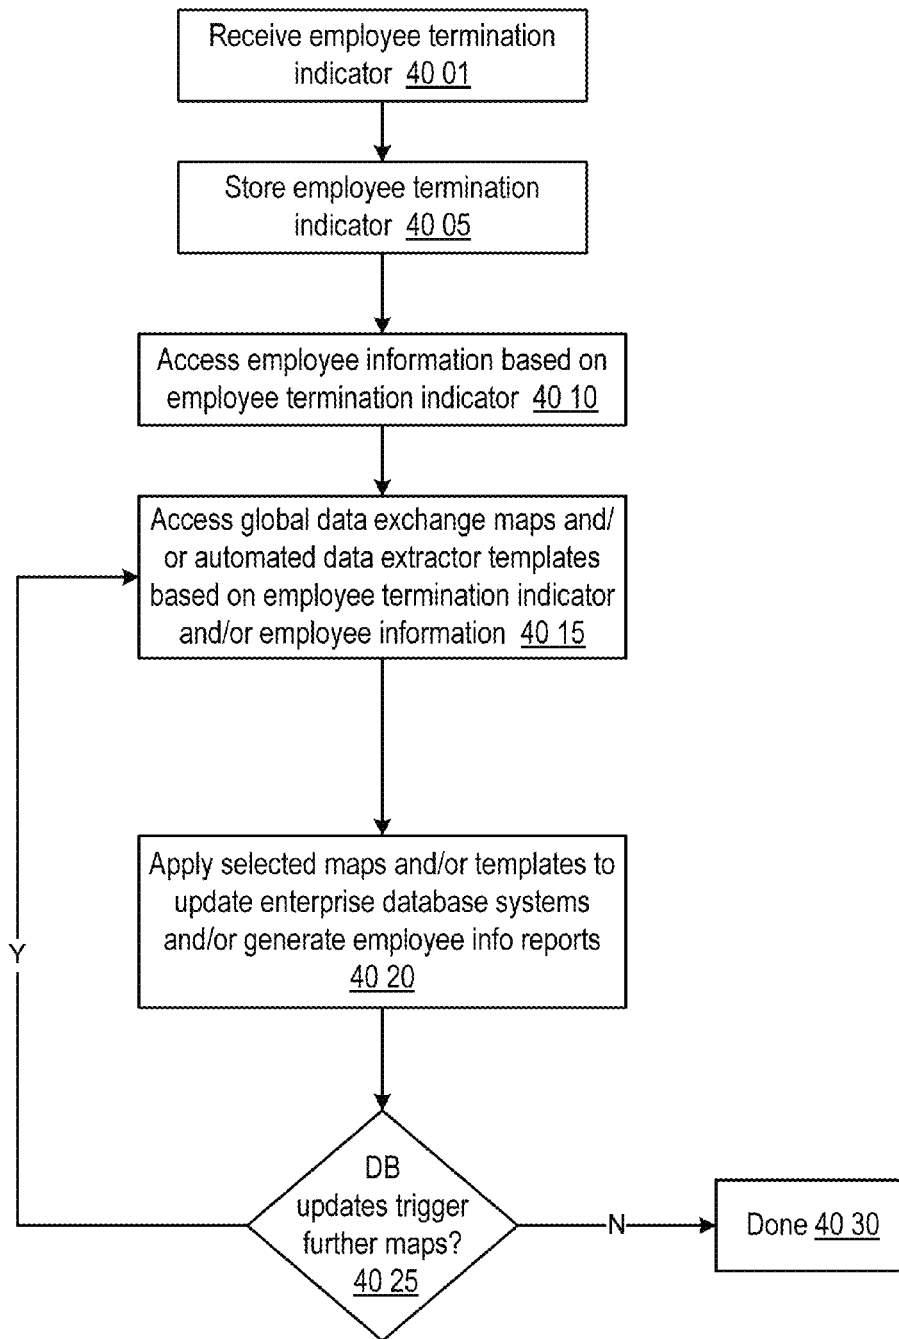 Receive employee termination
indicator 40 01
Store employee termination
indicator 40 05
Access employee information based on
employee termination indicator 40 10
Access global data exchange maps and/
or automated data extractor templates
based on employee termination indicator
and/or employee information 40 15
Apply selected maps and/or templates to
update enterprise database systems
and/or generate employee info reports
40 20
Y
DB
updates trigger
further maps?
40 25
N
Done 40 30